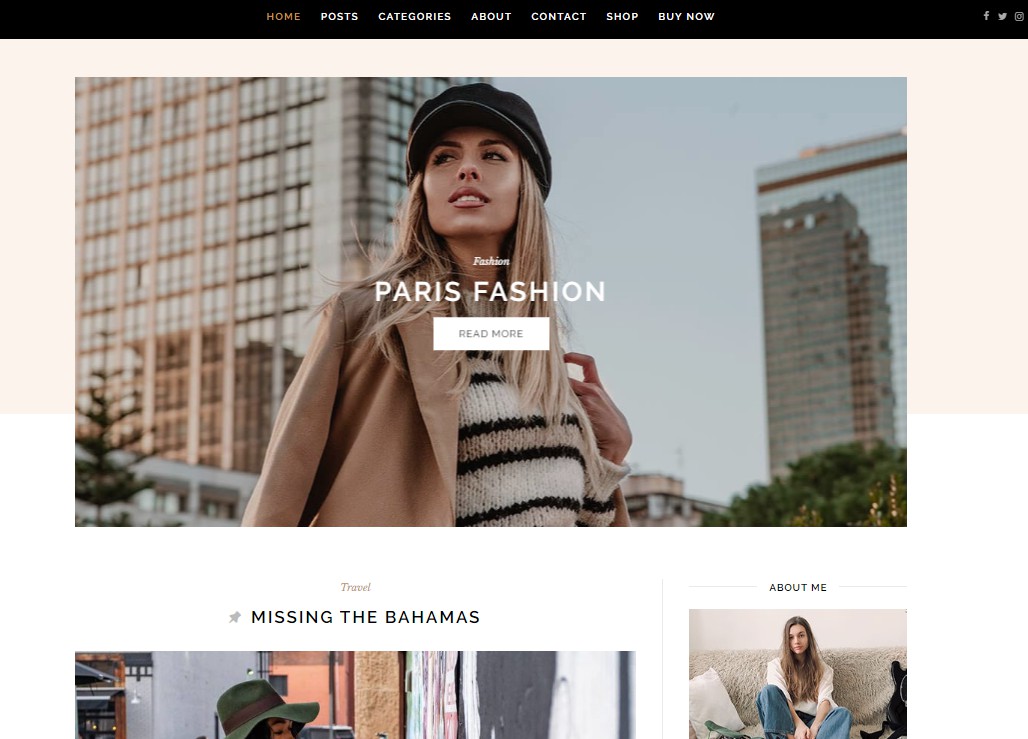 HOME POSTS CATEGORIES ABOUT CONTACT SHOP BUY NOW
Fashion
PARIS FASHION
READ MORE
Travel
MISSING THE BAHAMAS
ABOUT ME